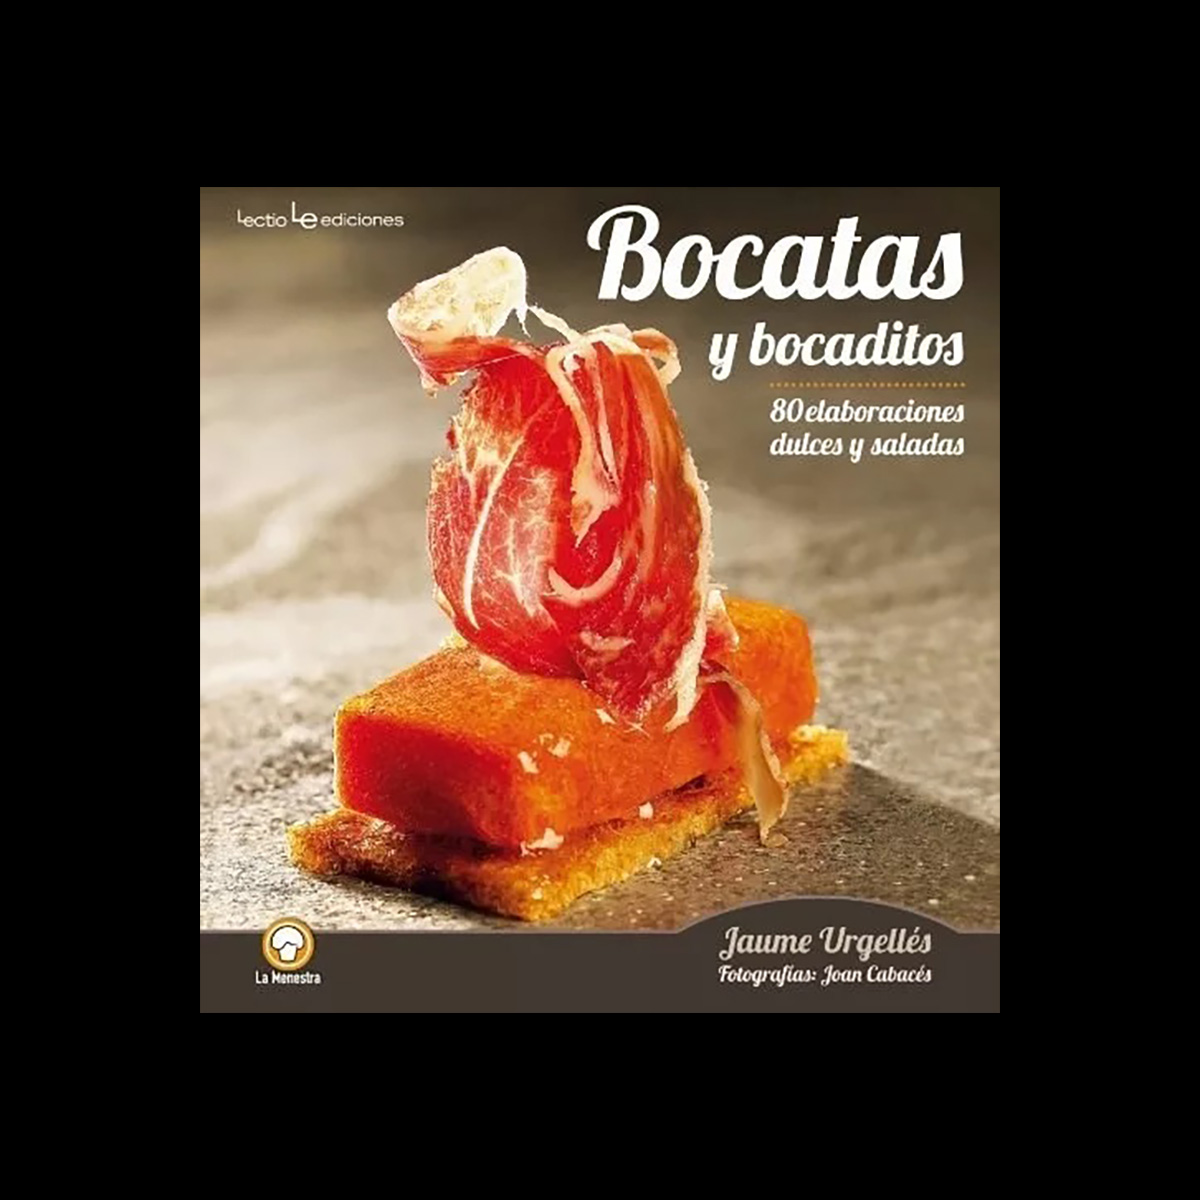 Lectio Le ediciones
Bocatas
y bocaditos
80 elaboraciones
dulces y saladas
Jaume Urgellés
Fotografías: Joan Cabacés
La Menestra